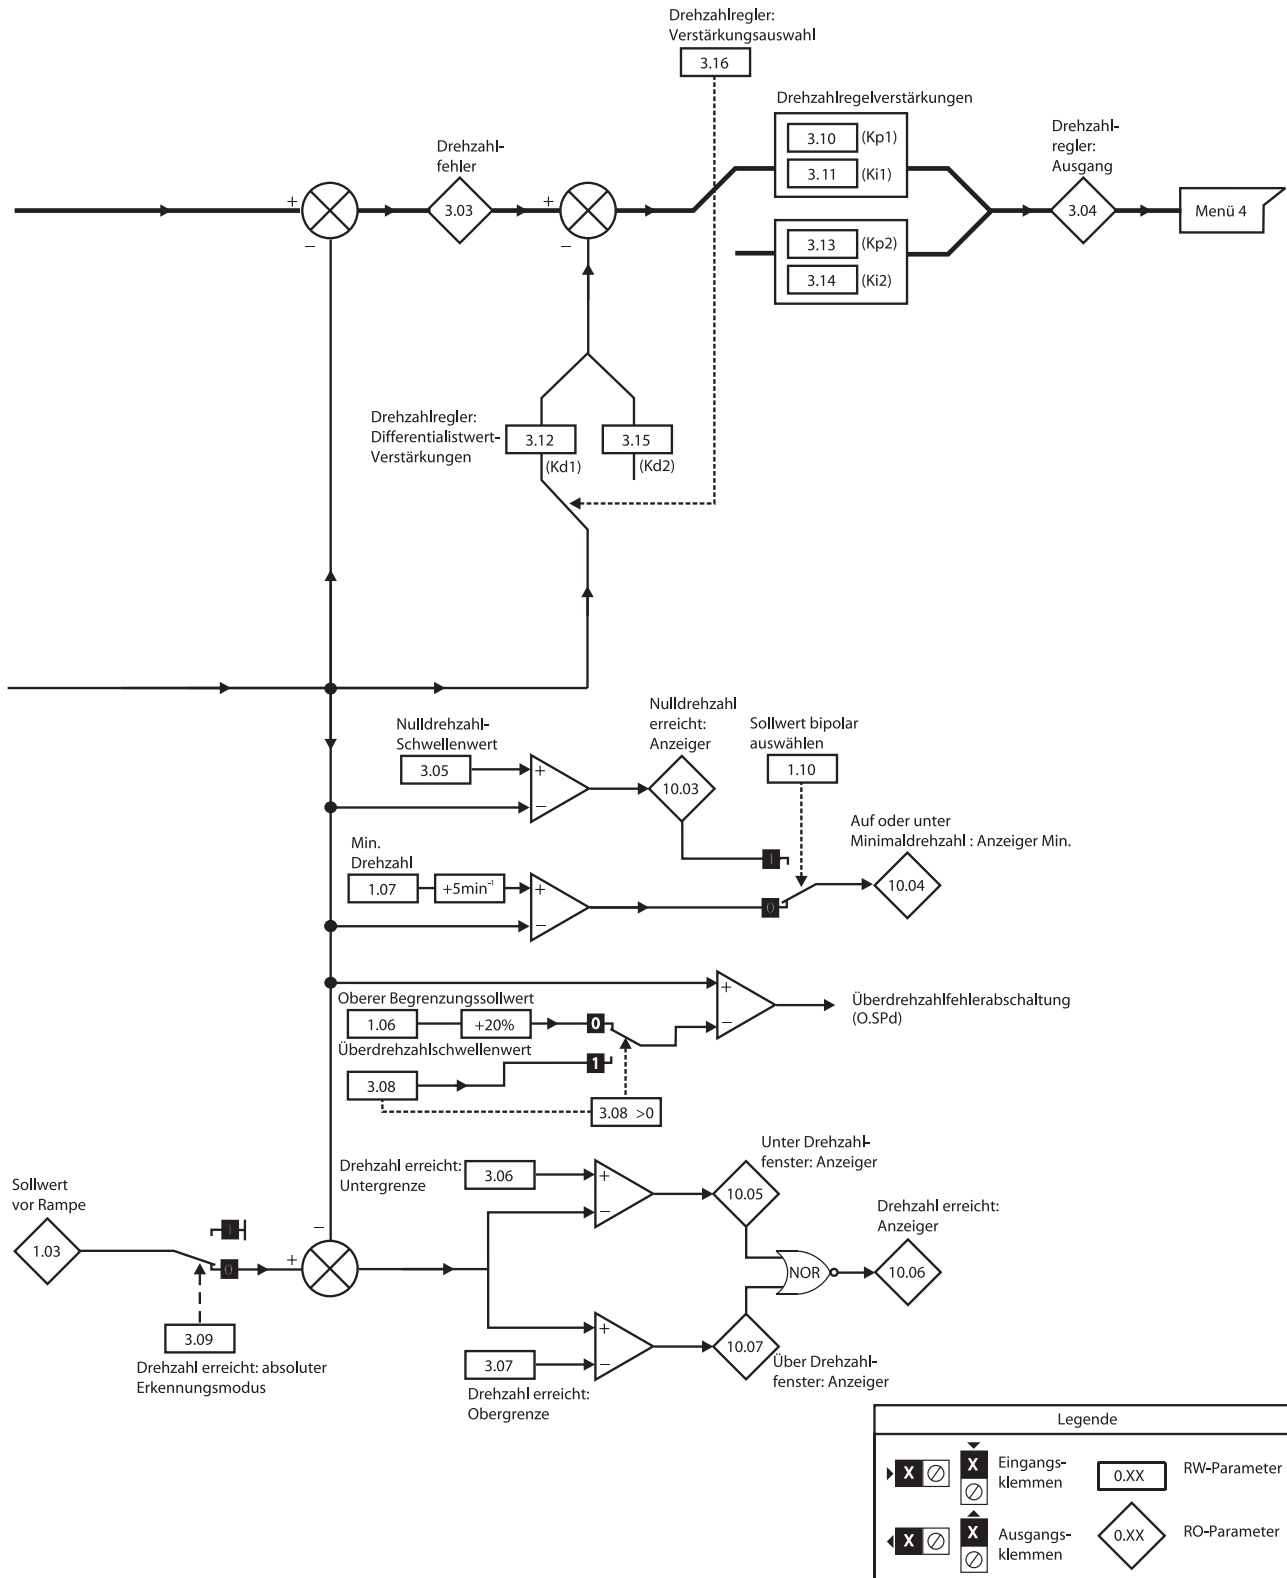 Drehzahlregler:
Verstärkungsauswahl
3.16
Drehzahlregelverstärkungen
3.10 (Kp1)
3.11 (Ki1)
3.13 (Kp2)
3.14 (Ki2)
Drehzahl-
fehler
3.03
+
−
+
−
Drehzahl-
regler:
Ausgang
3.04
Menü 4
Drehzahlregler:
Differentialistwert-
Verstärkungen
3.12
(Kd1)
3.15
(Kd2)
Nulldrehzahl-
Schwellenwert
3.05
+
−
Nulldrehzahl
erreicht:
Anzeiger
10.03
Sollwert bipolar
auswählen
1.10
1
0
Auf oder unter
Minimaldrehzahl : Anzeiger Min.
10.04
Min.
Drehzahl
1.07
+5min⁻¹
+
−
Oberer Begrenzungssollwert
1.06
+20%
0
Überdrehzahlschwellenwert
1
3.08
3.08 >0
+
−
Überdrehzahlfehlerabschaltung
(O.SPd)
Sollwert
vor Rampe
1.03
1
0
3.09
Drehzahl erreicht: absoluter
Erkennungsmodus
−
+
Drehzahl erreicht:
Untergrenze
3.06
+
−
Unter Drehzahl-
fenster: Anzeiger
10.05
NOR
Drehzahl erreicht:
Anzeiger
10.06
+
−
3.07
Drehzahl erreicht:
Obergrenze
10.07
Über Drehzahl-
fenster: Anzeiger
Legende
X
X
Eingangs-
klemmen
0.XX
RW-Parameter
X
X
Ausgangs-
klemmen
0.XX
RO-Parameter